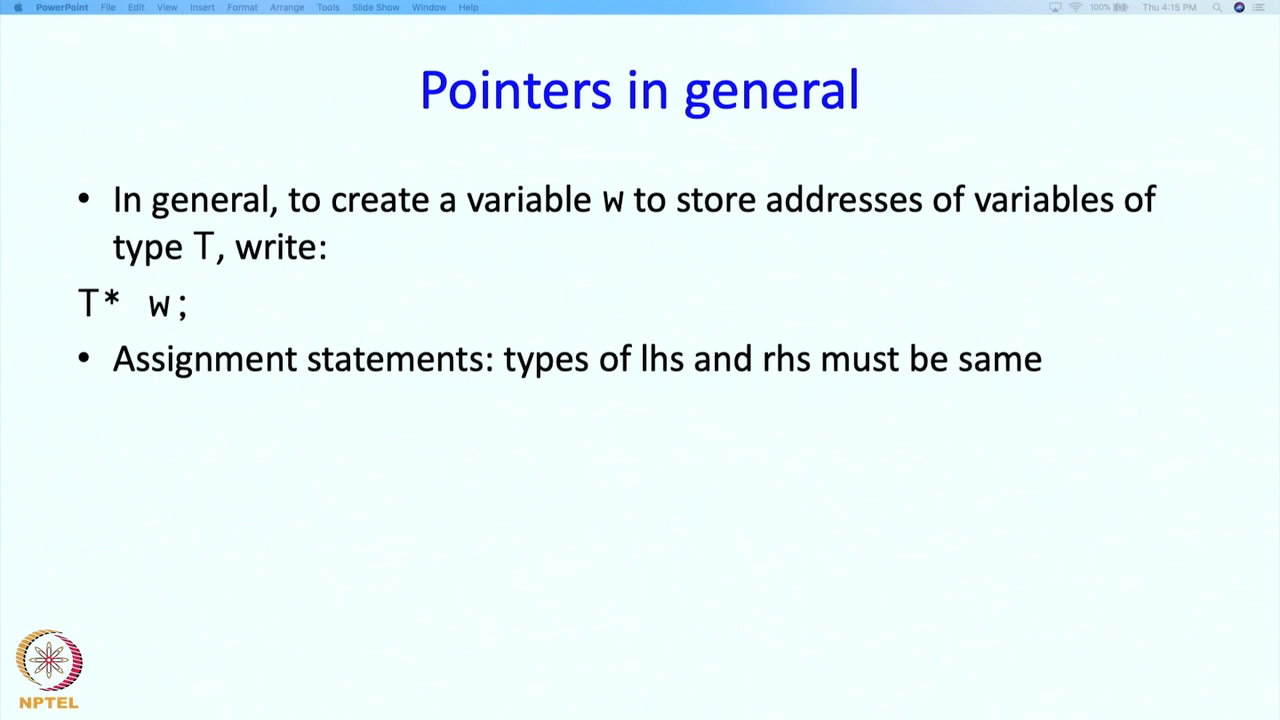 PowerPoint File Edit View Insert Format Arrange Tools Slide Show Window Help 100% Thu 4:15 PM
Pointers in general
• In general, to create a variable w to store addresses of variables of
type T, write:
T* w;
• Assignment statements: types of lhs and rhs must be same
NPTEL